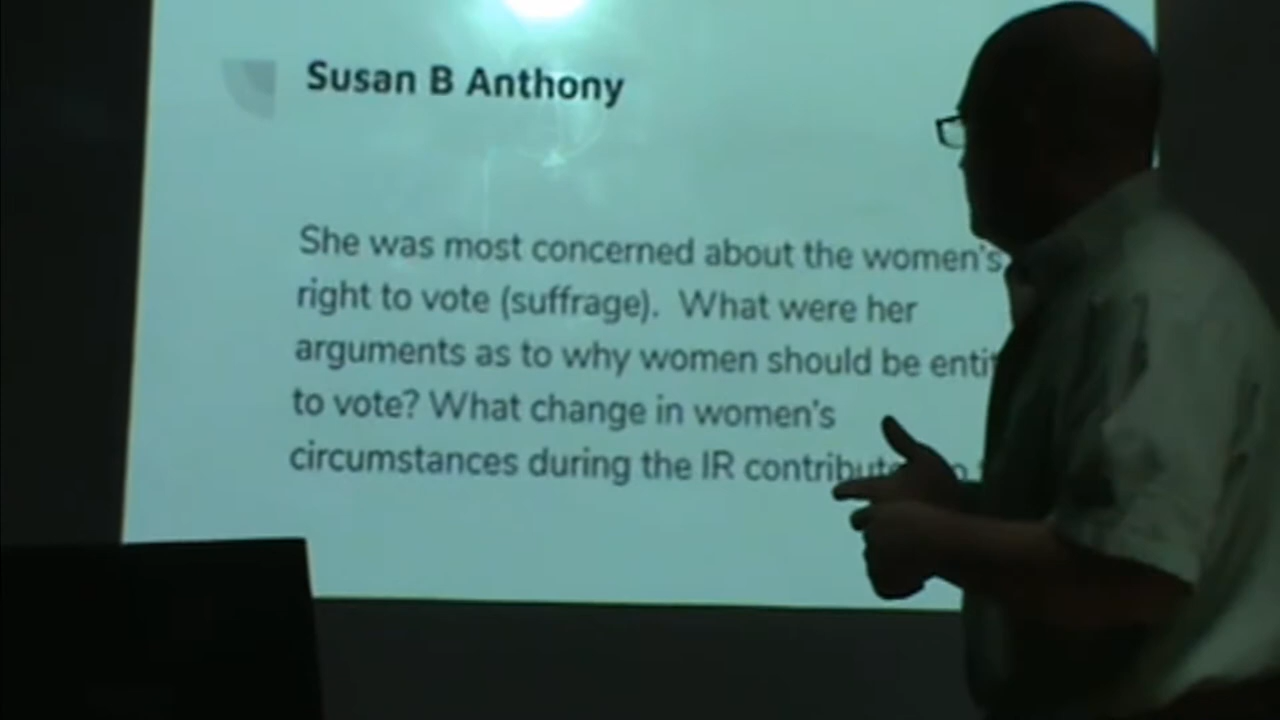 Susan B Anthony
She was most concerned about the women's
right to vote (suffrage). What were her
arguments as to why women should be
to vote? What change in women's
circumstances during the IR